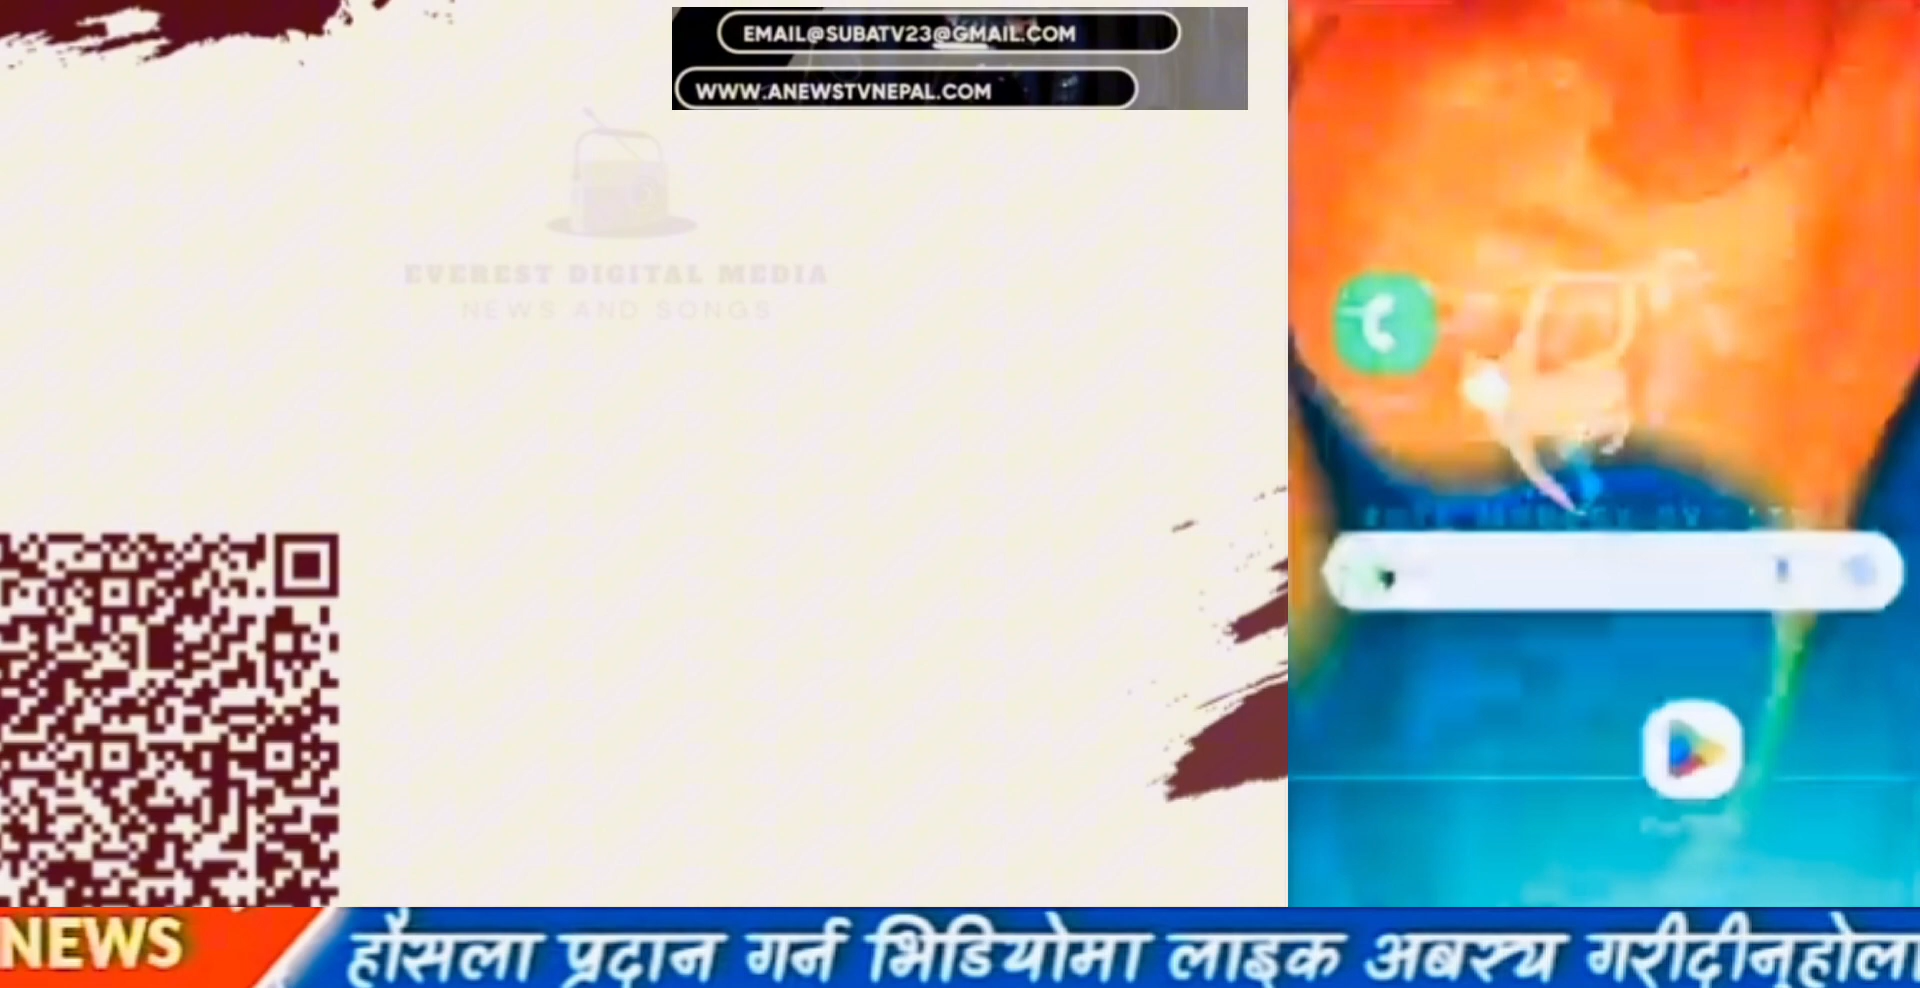 EMAIL@SUBATV23@GMAIL.COM
WWW.ANEWSTVNEPAL.COM
EVEREST DIGITAL MEDIA
NEWS AND SONGS
NEWS
हौसला प्रदान गर्न भिडियोमा लाइक अबस्य गरीदीनुहोला